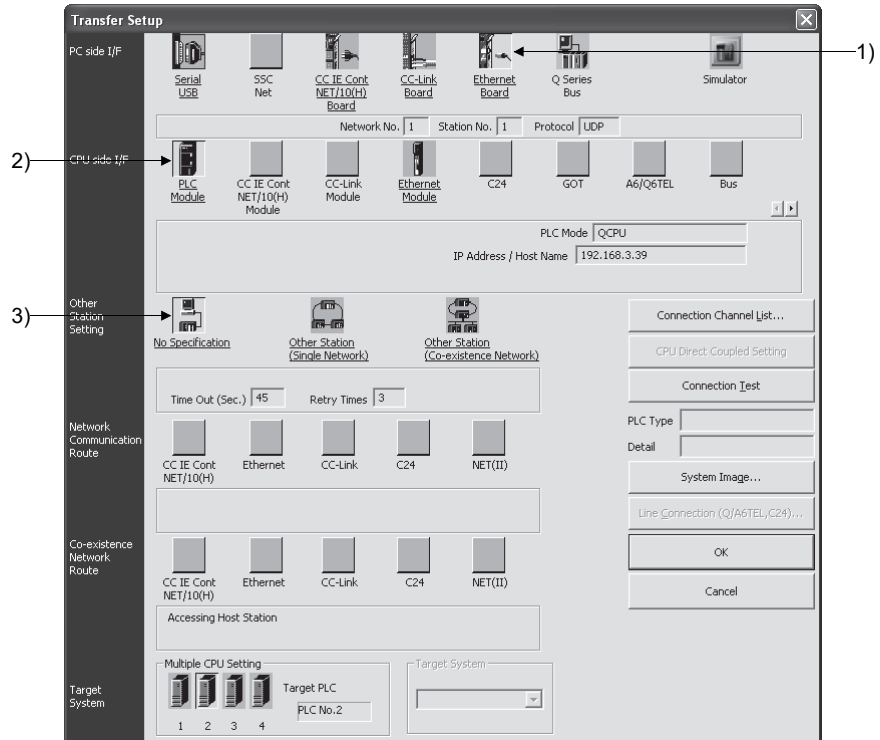 Transfer Setup
PC side I/F
Serial
USB
SSC
Net
CC IE Cont
NET/10(H)
Board
CC-Link
Board
Ethernet
Board
Q Series
Bus
Simulator
1)
Network No. 1 Station No. 1 Protocol UDP
2)
CPU side I/F
PLC
Module
CC IE Cont
NET/10(H)
Module
CC-Link
Module
Ethernet
Module
C24
GOT
A6/Q6TEL
Bus
PLC Mode QCPU
IP Address / Host Name 192.168.3.39
3)
Other
Station
Setting
No Specification
Other Station
(Single Network)
Other Station
(Co-existence Network)
Time Out (Sec.) 45 Retry Times 3
Connection Channel List...
CPU Direct Coupled Setting
Connection Test
PLC Type
Detail
System Image...
Line Connection (Q/A6TEL,C24)...
OK
Cancel
Network
Communication
Route
CC IE Cont
NET/10(H)
Ethernet
CC-Link
C24
NET(II)
Co-existence
Network
Route
CC IE Cont
NET/10(H)
Ethernet
CC-Link
C24
NET(II)
Accessing Host Station
Target
System
Multiple CPU Setting
1 2 3 4
Target PLC
PLC No.2
Target System